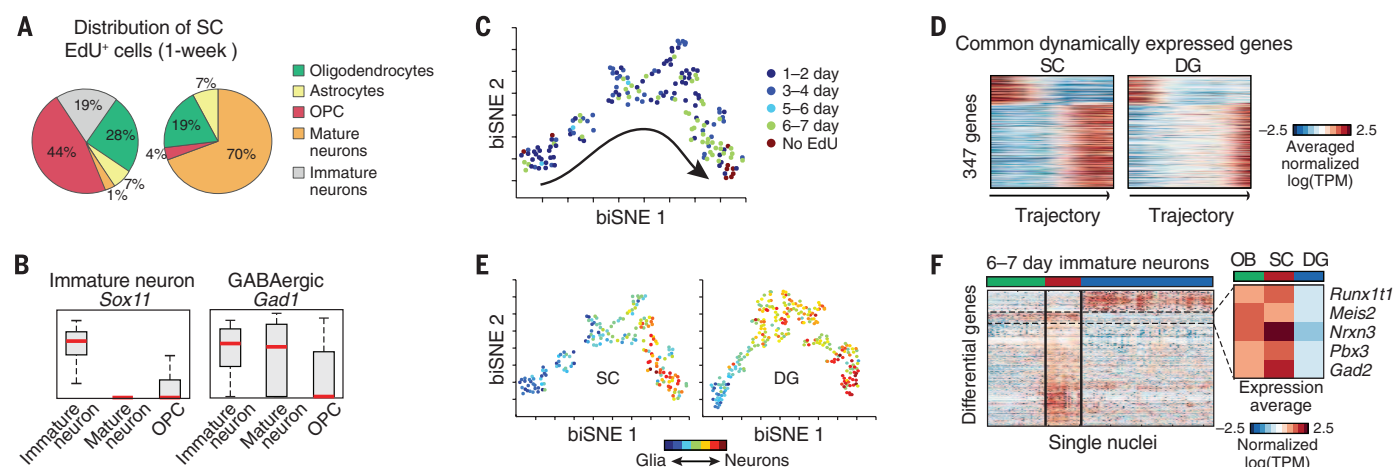 A
Distribution of SC
EdU⁺ cells (1-week )
19%
28%
44%
7%
1%
7%
19%
4%
70%
Oligodendrocytes
Astrocytes
OPC
Mature
neurons
Immature
neurons
B
Immature neuron
Sox11
GABAergic
Gad1
Immature
neuron
Mature
neuron
OPC
Immature
neuron
Mature
neuron
OPC
C
biSNE 2
biSNE 1
1–2 day
3–4 day
5–6 day
6–7 day
No EdU
D
Common dynamically expressed genes
SC
DG
347 genes
Trajectory
Trajectory
–2.5
2.5
Averaged
normalized
log(TPM)
E
biSNE 2
SC
DG
biSNE 1
biSNE 1
Glia
Neurons
F
6–7 day immature neurons
Differential genes
Single nuclei
OB
SC
DG
Runx1t1
Meis2
Nrxn3
Pbx3
Gad2
Expression
average
–2.5
2.5
Normalized
log(TPM)